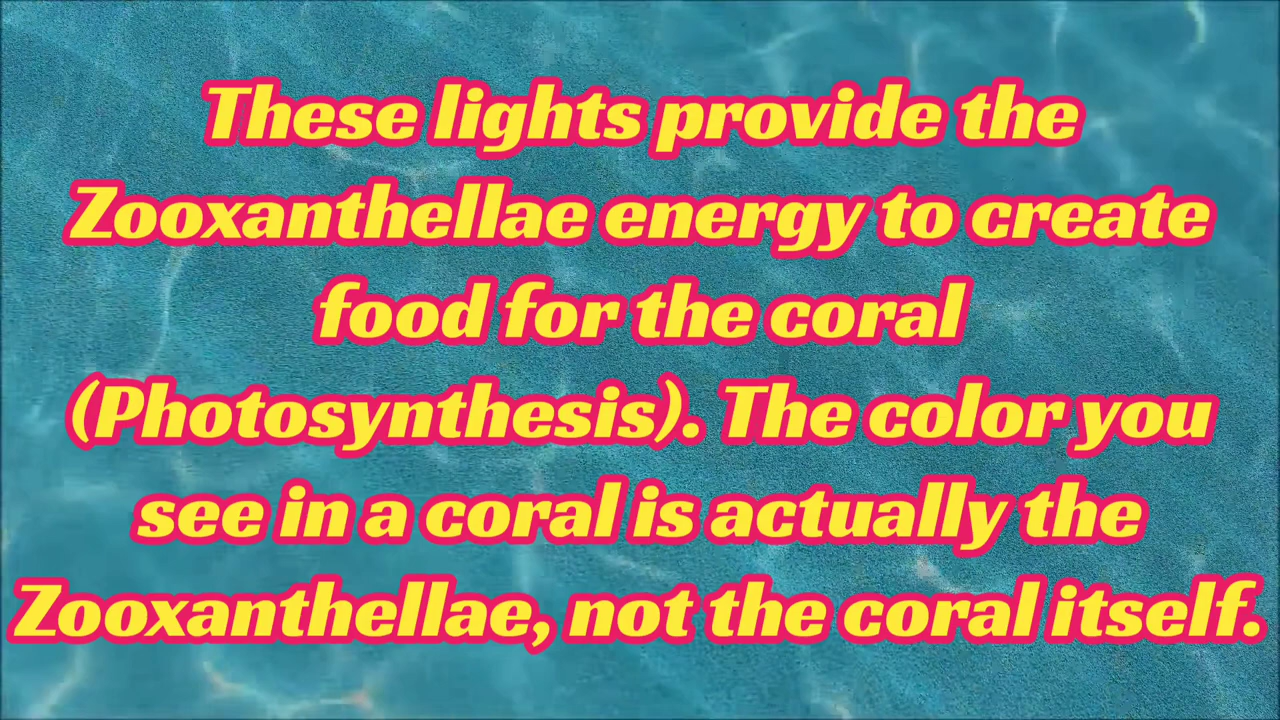 These lights provide the
Zooxanthellae energy to create
food for the coral
(Photosynthesis). The color you
see in a coral is actually the
Zooxanthellae, not the coral itself.